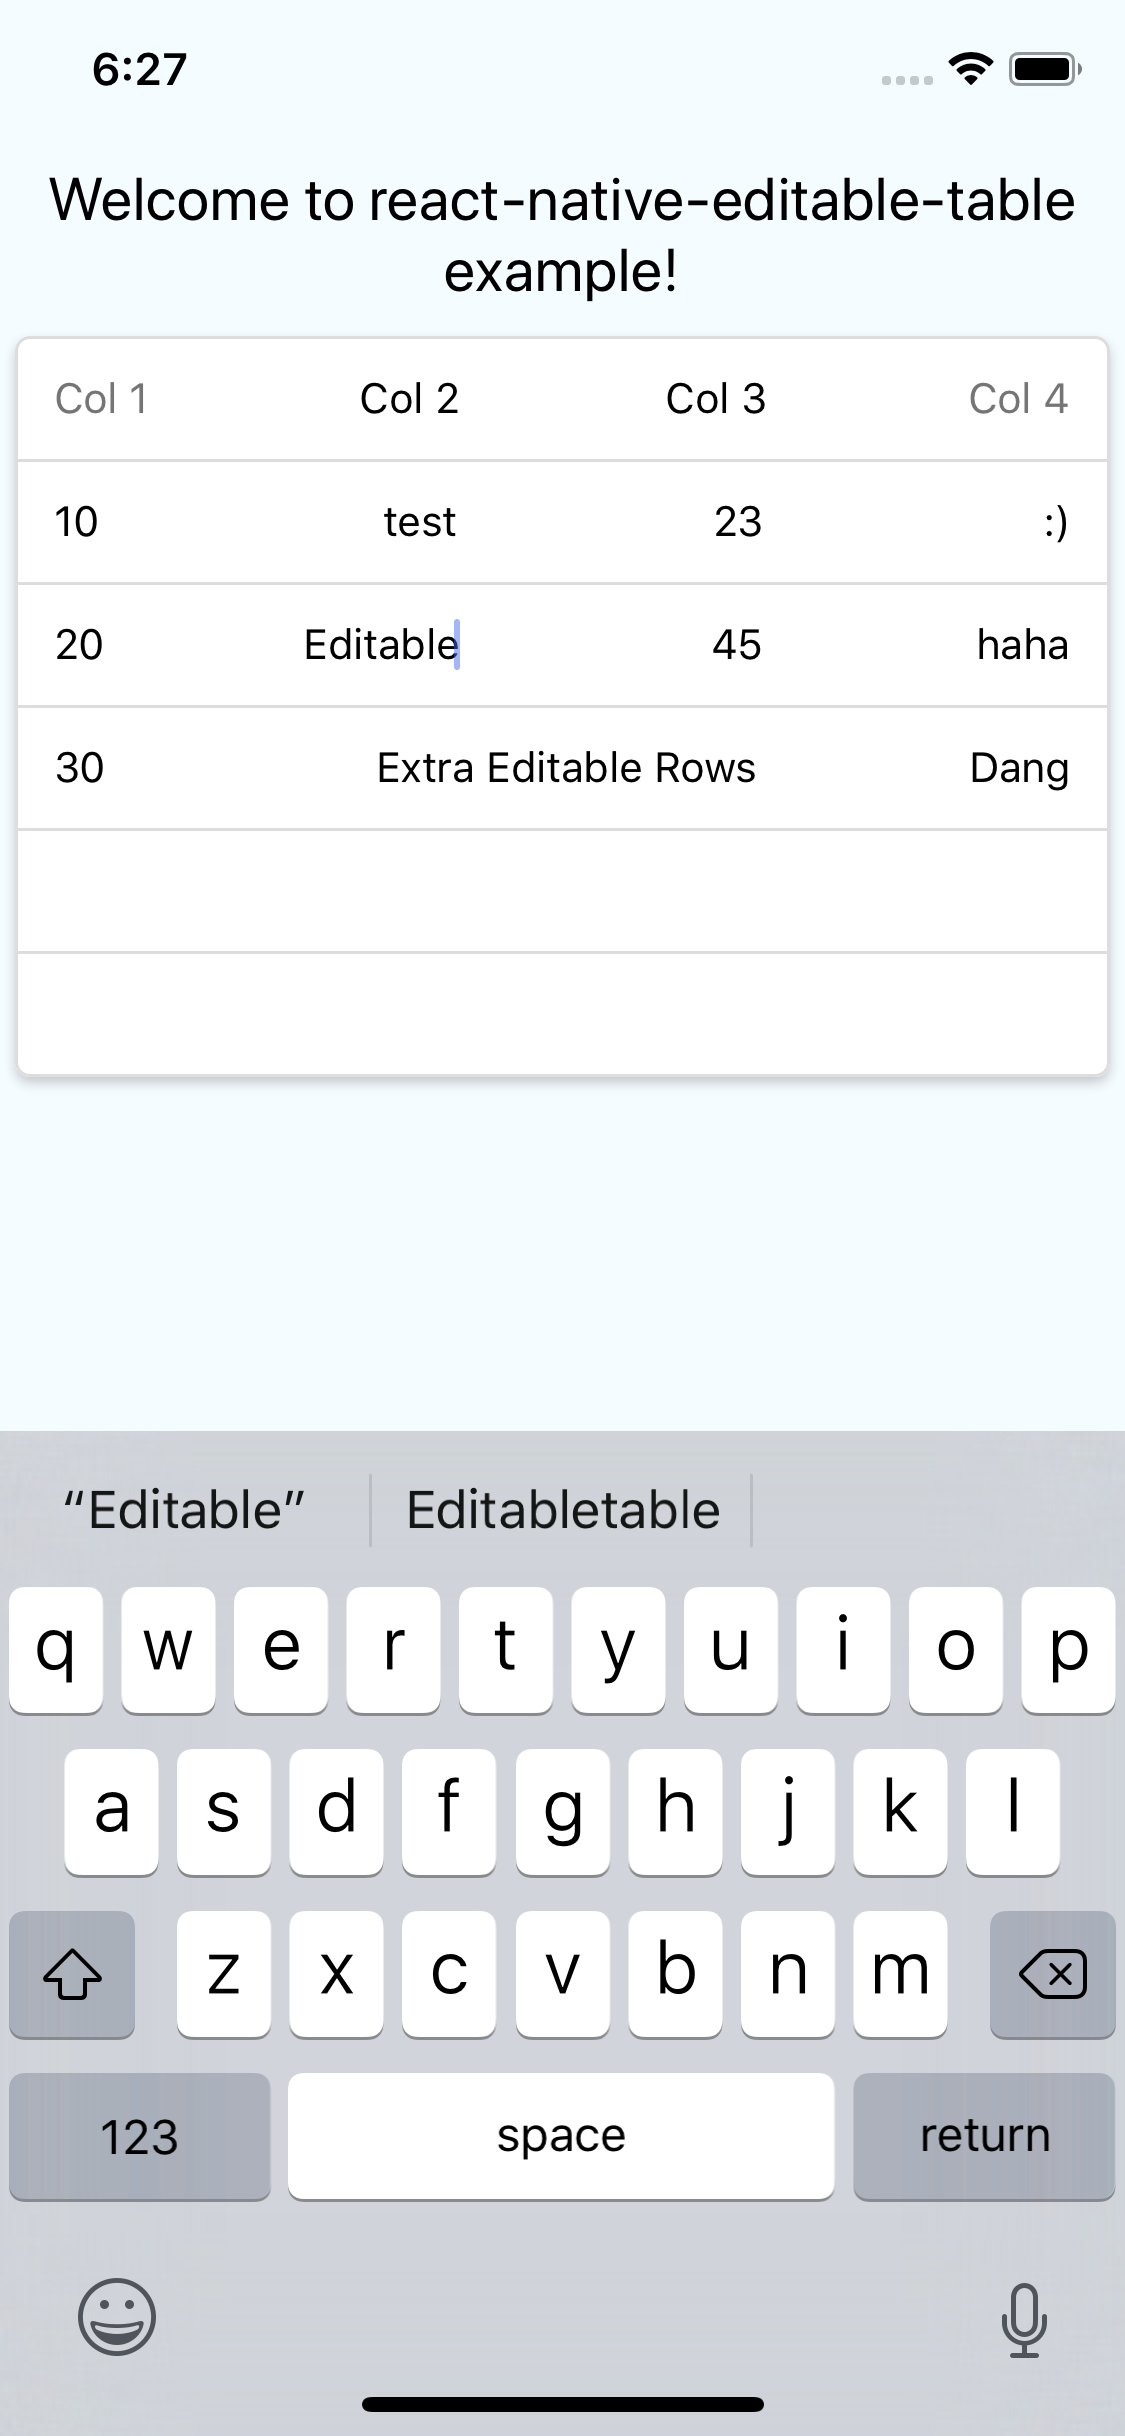 6:27
Welcome to react-native-editable-table
example!
Col 1 Col 2 Col 3 Col 4
10 test 23 :)
20 Editable 45 haha
30 Extra Editable Rows Dang
“Editable” Editabletable
q w e r t y u i o p
a s d f g h j k l
z x c v b n m
123 space return